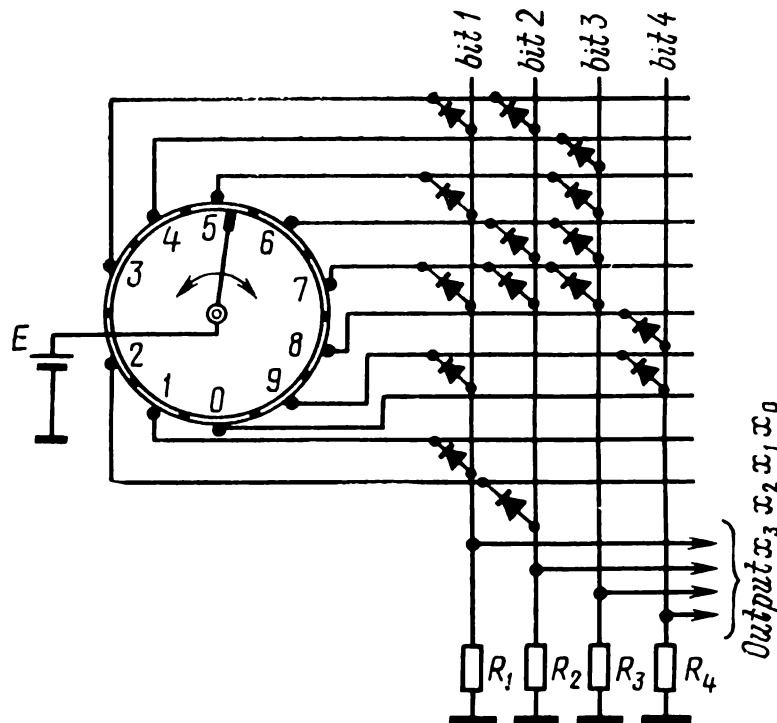 bit 1 bit 2 bit 3 bit 4
5
4 6
3 7
E
2 8
1 9
0
Output x₃ x₂ x₁ x₀
R₁ R₂ R₃ R₄